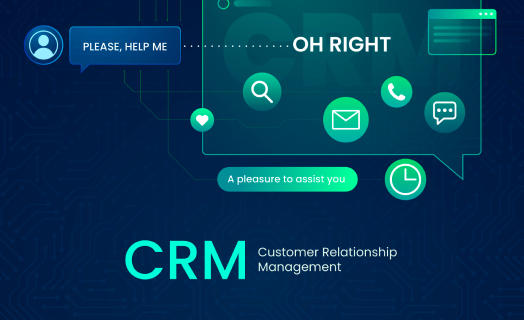 PLEASE, HELP ME
OH RIGHT
A pleasure to assist you
CRM
Customer Relationship
Management